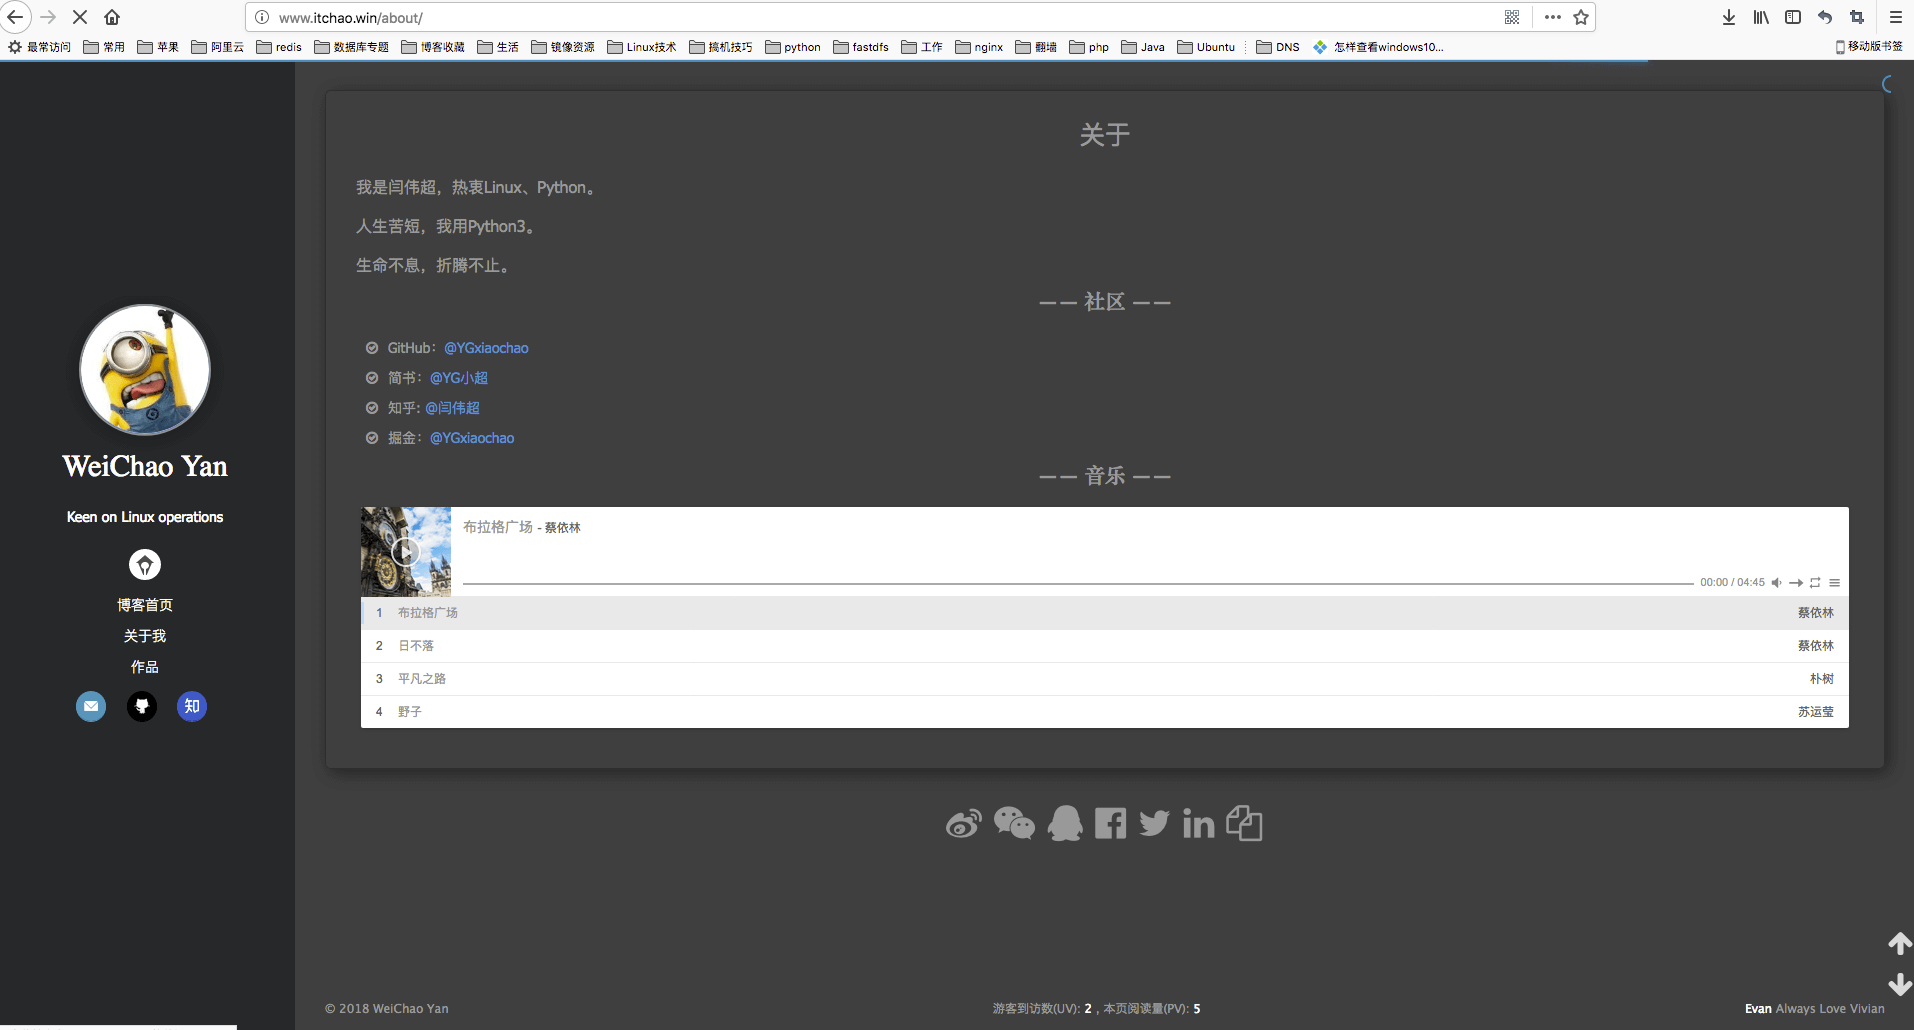 www.itchao.win/about/
最常访问 常用 苹果 阿里云 redis 数据库专题 博客收藏 生活 镜像资源 Linux技术 搞机技巧 python fastdfs 工作 nginx 翻墙 php Java Ubuntu DNS 怎样查看windows10... 移动版书签
WeiChao Yan
Keen on Linux operations
博客首页
关于我
作品
知
关于
我是闫伟超，热衷Linux、Python。
人生苦短，我用Python3。
生命不息，折腾不止。
—— 社区 ——
GitHub：@YGxiaochao
简书：@YG小超
知乎: @闫伟超
掘金：@YGxiaochao
—— 音乐 ——
布拉格广场 - 蔡依林
00:00 / 04:45
1 布拉格广场 蔡依林
2 日不落 蔡依林
3 平凡之路 朴树
4 野子 苏运莹
© 2018 WeiChao Yan
游客到访数(UV): 2 , 本页阅读量(PV): 5
Evan Always Love Vivian